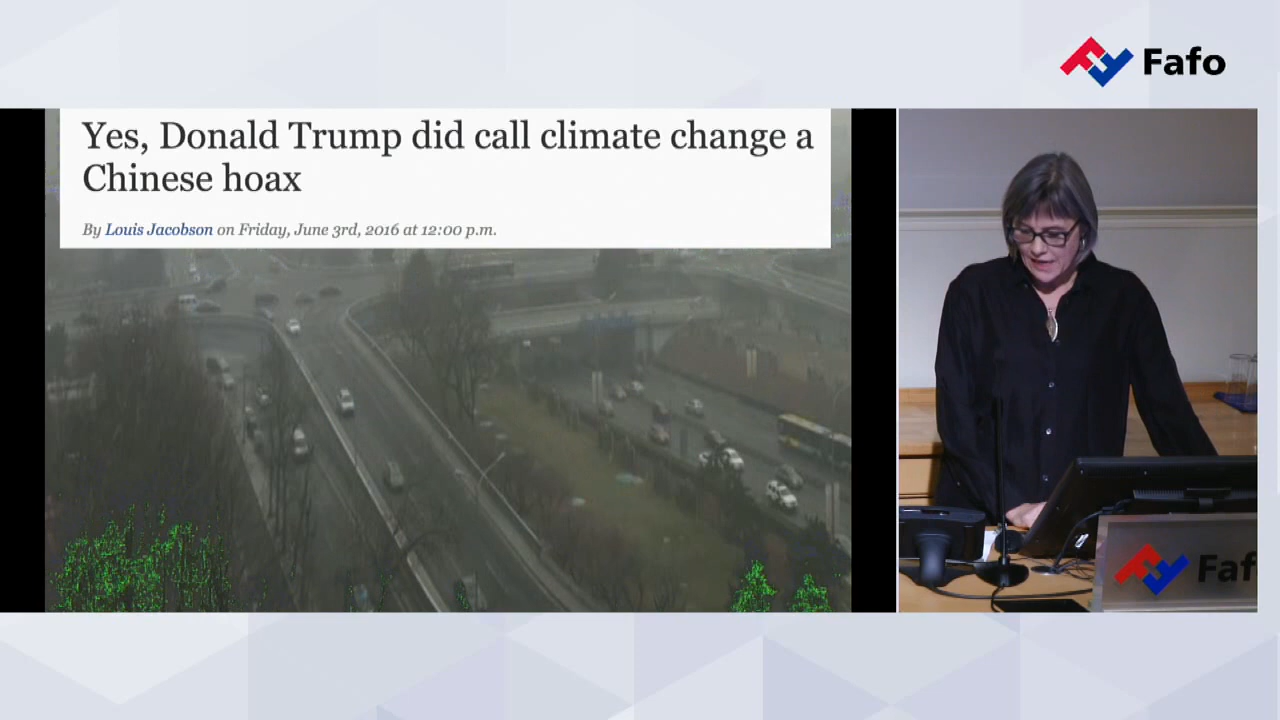 Fafo
Yes, Donald Trump did call climate change a
Chinese hoax
By Louis Jacobson on Friday, June 3rd, 2016 at 12:00 p.m.
Faf